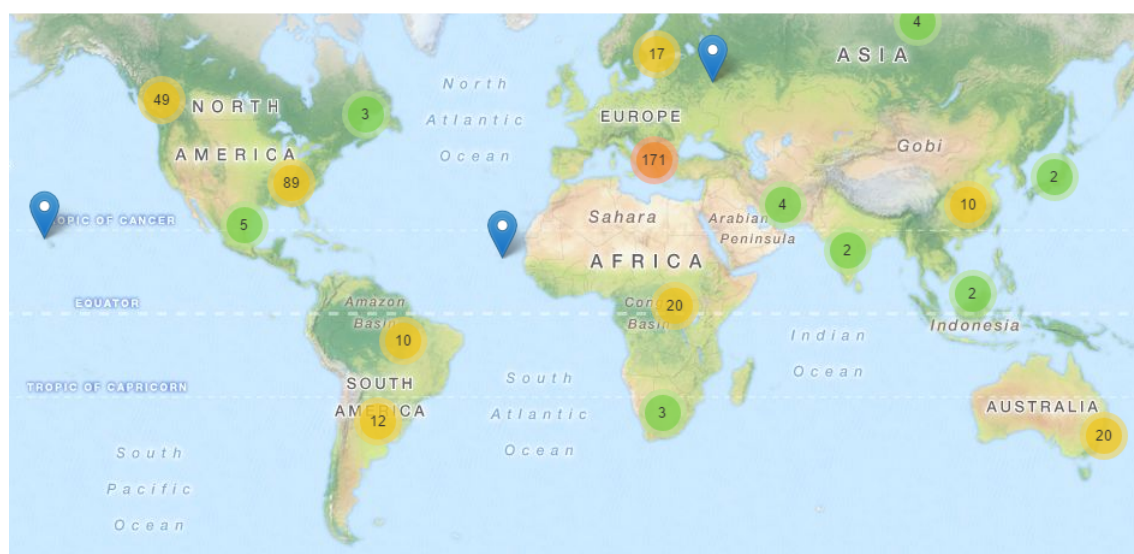 4
17
ASIA
North
49
NORTH
3
Atlantic
EUROPE
AMERICA
Ocean
171
Gobi
89
2
TROPIC OF CANCER
5
Sahara
Arabian
Peninsula
4
10
2
AFRICA
2
EQUATOR
Amazon
Basin
20
Congo
Basin
Indonesia
Indian
Ocean
10
TROPIC OF CAPRICORN
SOUTH
AMERICA
12
South
Atlantic
Ocean
3
AUSTRALIA
20
South
Pacific
Ocean